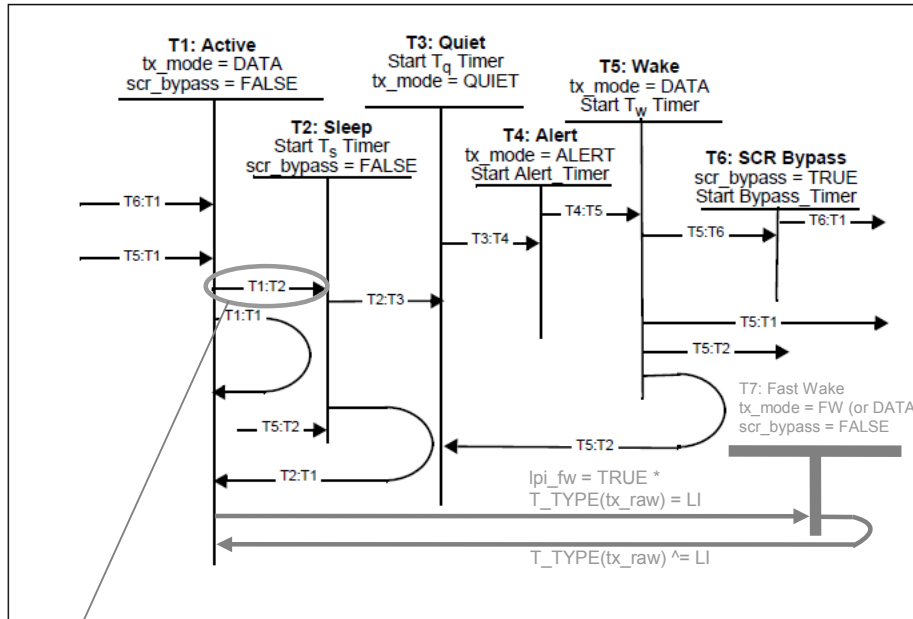 T1: Active
tx_mode = DATA
scr_bypass = FALSE
T2: Sleep
Start Ts Timer
scr_bypass = FALSE
T3: Quiet
Start Tq Timer
tx_mode = QUIET
T4: Alert
tx_mode = ALERT
Start Alert_Timer
T5: Wake
tx_mode = DATA
Start Tw Timer
T6: SCR Bypass
scr_bypass = TRUE
Start Bypass_Timer
T6:T1
T5:T1
T1:T2
T1:T1
T2:T3
T3:T4
T4:T5
T5:T6
T6:T1
T5:T1
T5:T2
T5:T2
T5:T2
T2:T1
T7: Fast Wake
tx_mode = FW (or DATA
scr_bypass = FALSE
lpi_fw = TRUE *
T_TYPE(tx_raw) = LI
T_TYPE(tx_raw) ^= LI